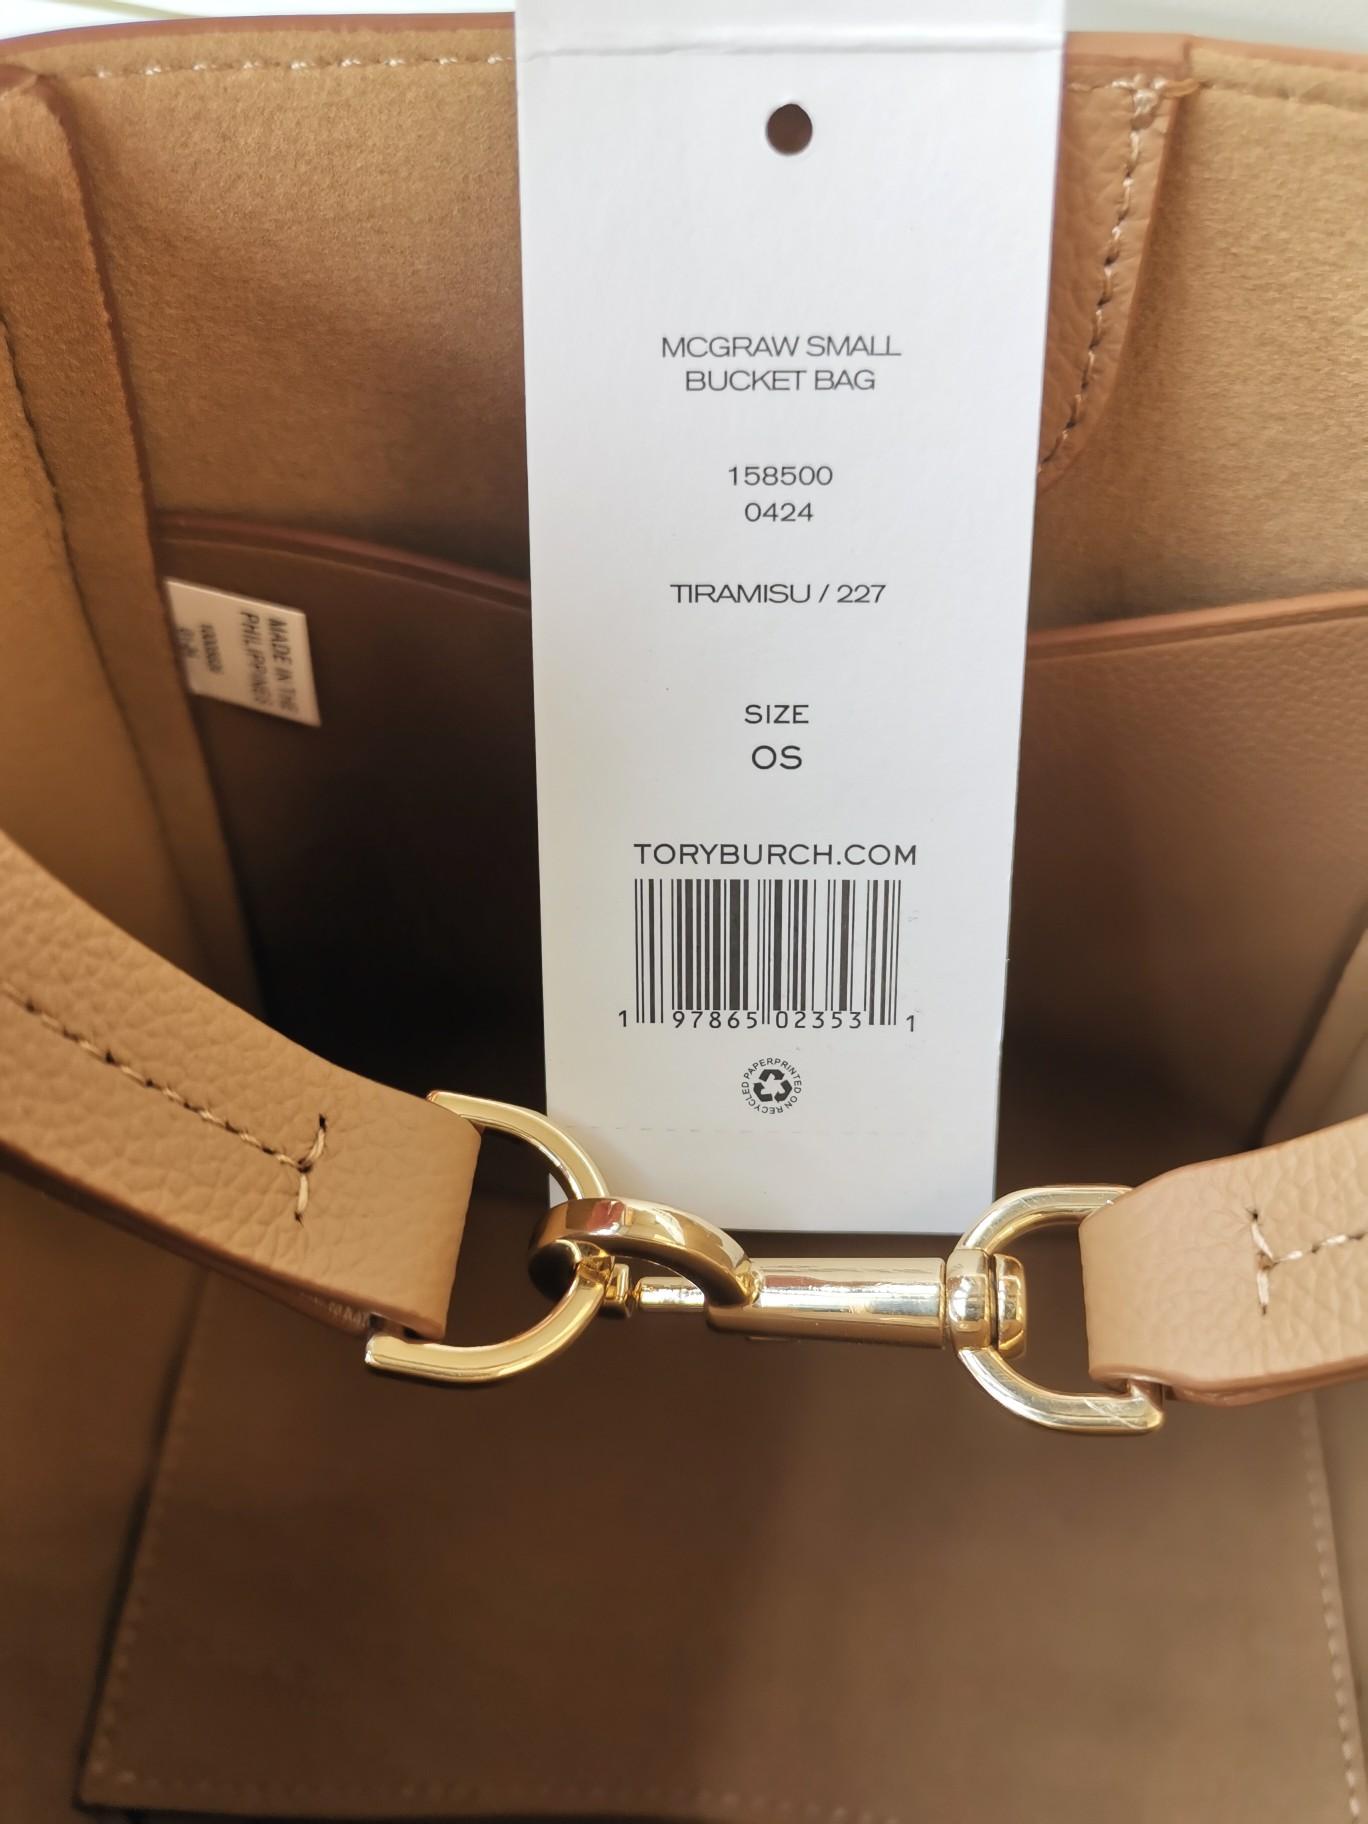 MCGRAW SMALL
BUCKET BAG
158500
0424
TIRAMISU / 227
SIZE
OS
TORYBURCH.COM
1 97865 02353 1
PRINTED ON RECYCLED PAPER
MADE IN THE
PHILIPPINES